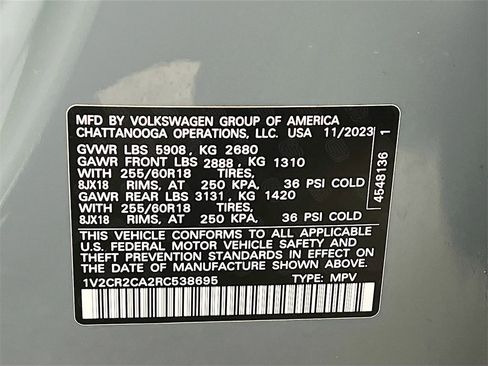 MFD BY VOLKSWAGEN GROUP OF AMERICA
CHATTANOOGA OPERATIONS, LLC. USA 11/2023
GVWR LBS 5908, KG 2680
GAWR FRONT LBS 2888, KG 1310
WITH 255/60R18 TIRES,
8JX18 RIMS, AT 250 KPA, 36 PSI COLD
GAWR REAR LBS 3131, KG 1420
WITH 255/60R18 TIRES,
8JX18 RIMS, AT 250 KPA, 36 PSI COLD
THIS VEHICLE CONFORMS TO ALL APPLICABLE
U.S. FEDERAL MOTOR VEHICLE SAFETY AND
THEFT PREVENTION STANDARDS IN EFFECT ON
THE DATE OF MANUFACTURE SHOWN ABOVE.
1V2CR2CA2RC538695 TYPE: MPV
4548136 1